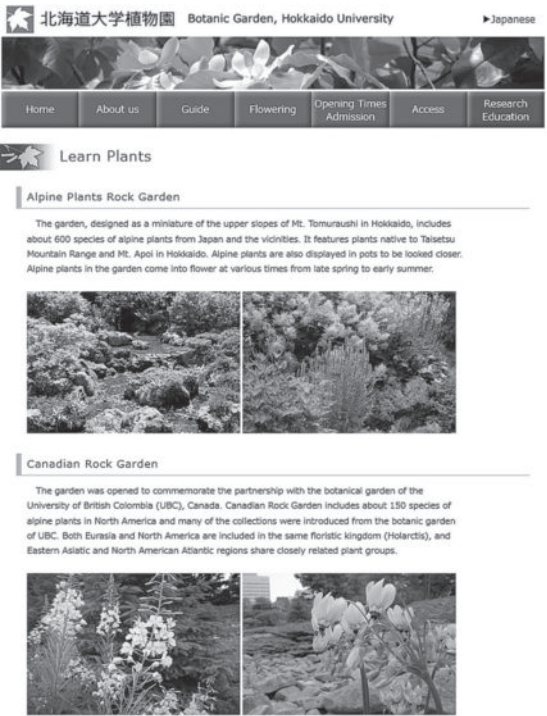 北海道大学植物園 Botanic Garden, Hokkaido University ▶Japanese
Home About us Guide Flowering Opening Times Admission Access Research Education
Learn Plants
Alpine Plants Rock Garden
The garden, designed as a miniature of the upper slopes of Mt. Tomuraushi in Hokkaido, includes
about 600 species of alpine plants from Japan and the vicinities. It features plants native to Taisetsu
Mountain Range and Mt. Apoi in Hokkaido. Alpine plants are also displayed in pots to be looked closer.
Alpine plants in the garden come into flower at various times from late spring to early summer.
Canadian Rock Garden
The garden was opened to commemorate the partnership with the botanical garden of the
University of British Colombia (UBC), Canada. Canadian Rock Garden includes about 150 species of
alpine plants in North America and many of the collections were introduced from the botanic garden
of UBC. Both Eurasia and North America are included in the same floristic kingdom (Holarctis), and
Eastern Asiatic and North American Atlantic regions share closely related plant groups.